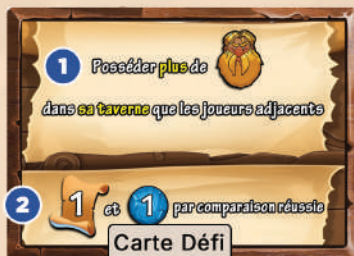 1 Posséder plus de
dans sa taverne que les joueurs adjacents
2 1 et 1 par comparaison réussie
Carte Défi